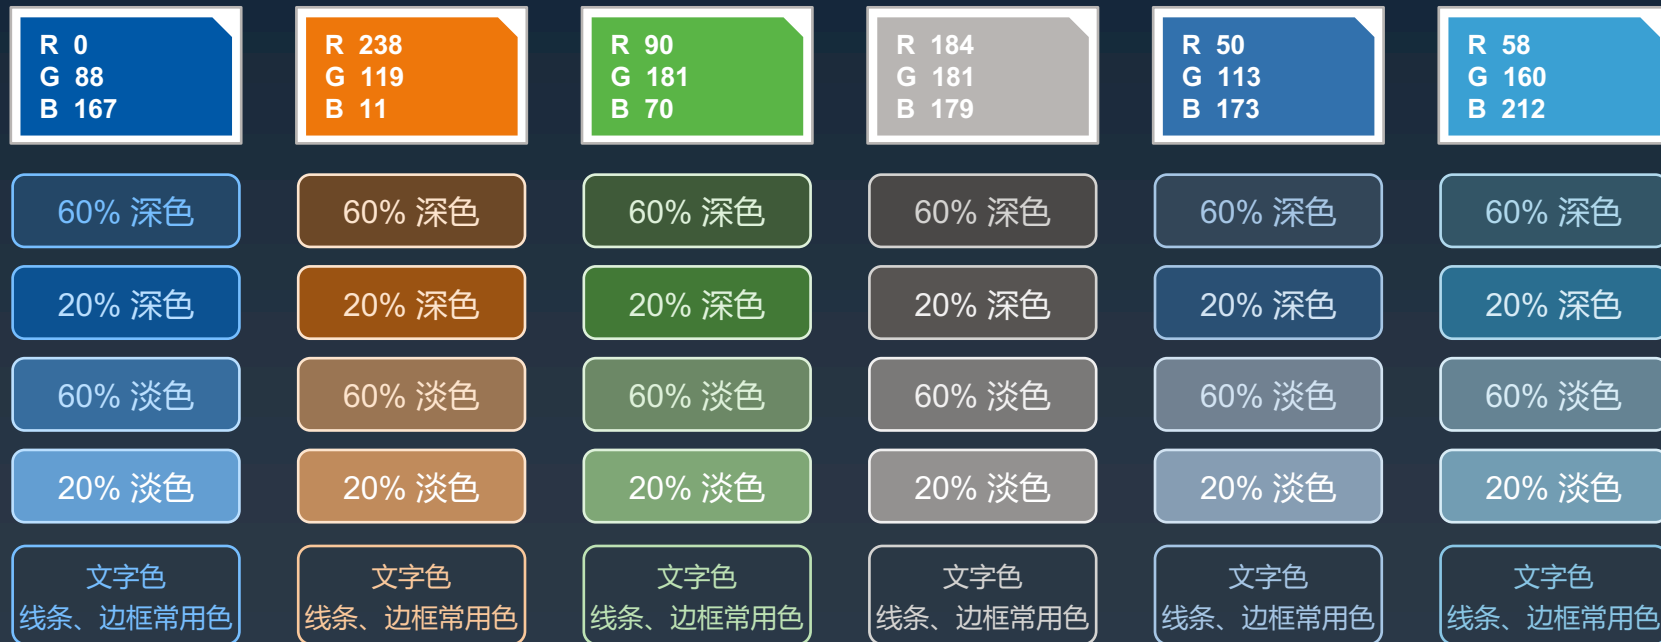 R 0
G 88
B 167
R 238
G 119
B 11
R 90
G 181
B 70
R 184
G 181
B 179
R 50
G 113
B 173
R 58
G 160
B 212
60% 深色
60% 深色
60% 深色
60% 深色
60% 深色
60% 深色
20% 深色
20% 深色
20% 深色
20% 深色
20% 深色
20% 深色
60% 淡色
60% 淡色
60% 淡色
60% 淡色
60% 淡色
60% 淡色
20% 淡色
20% 淡色
20% 淡色
20% 淡色
20% 淡色
20% 淡色
文字色
线条、边框常用色
文字色
线条、边框常用色
文字色
线条、边框常用色
文字色
线条、边框常用色
文字色
线条、边框常用色
文字色
线条、边框常用色